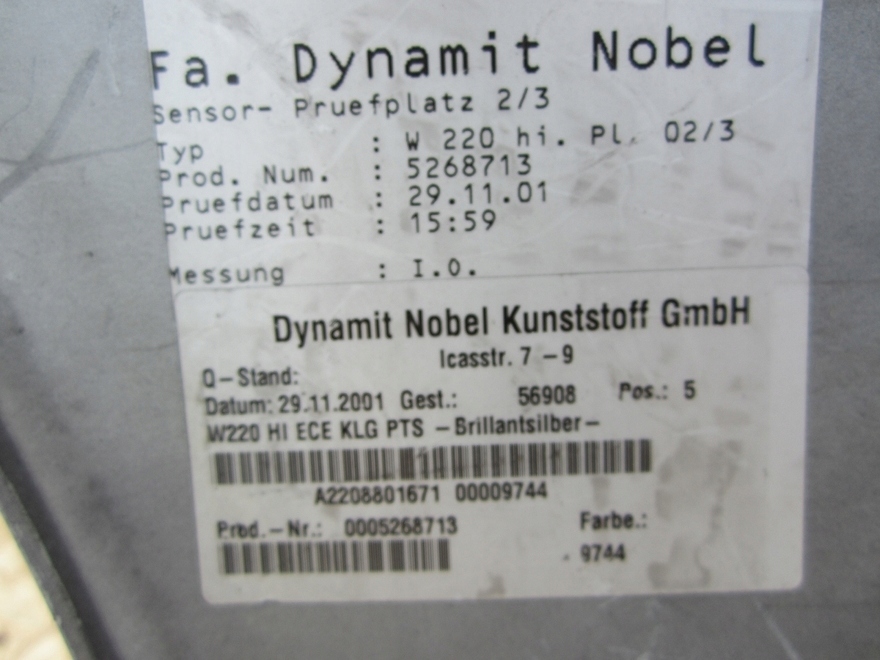 Fa. Dynamit Nobel
Sensor- Pruefplatz 2/3
Typ : W 220 hi. Pl. 02/3
Prod. Num. : 5268713
Pruefdatum : 29.11.01
Pruefzeit : 15:59
Messung : I.O.
Dynamit Nobel Kunststoff GmbH
Icasstr. 7 -9
Q-Stand:
Datum: 29.11.2001 Gest.: 56908 Pos.: 5
W220 HI ECE KLG PTS -Brillantsilber-
A2208801671 00009744
Prod.-Nr.: 0005268713 Farbe.:
9744